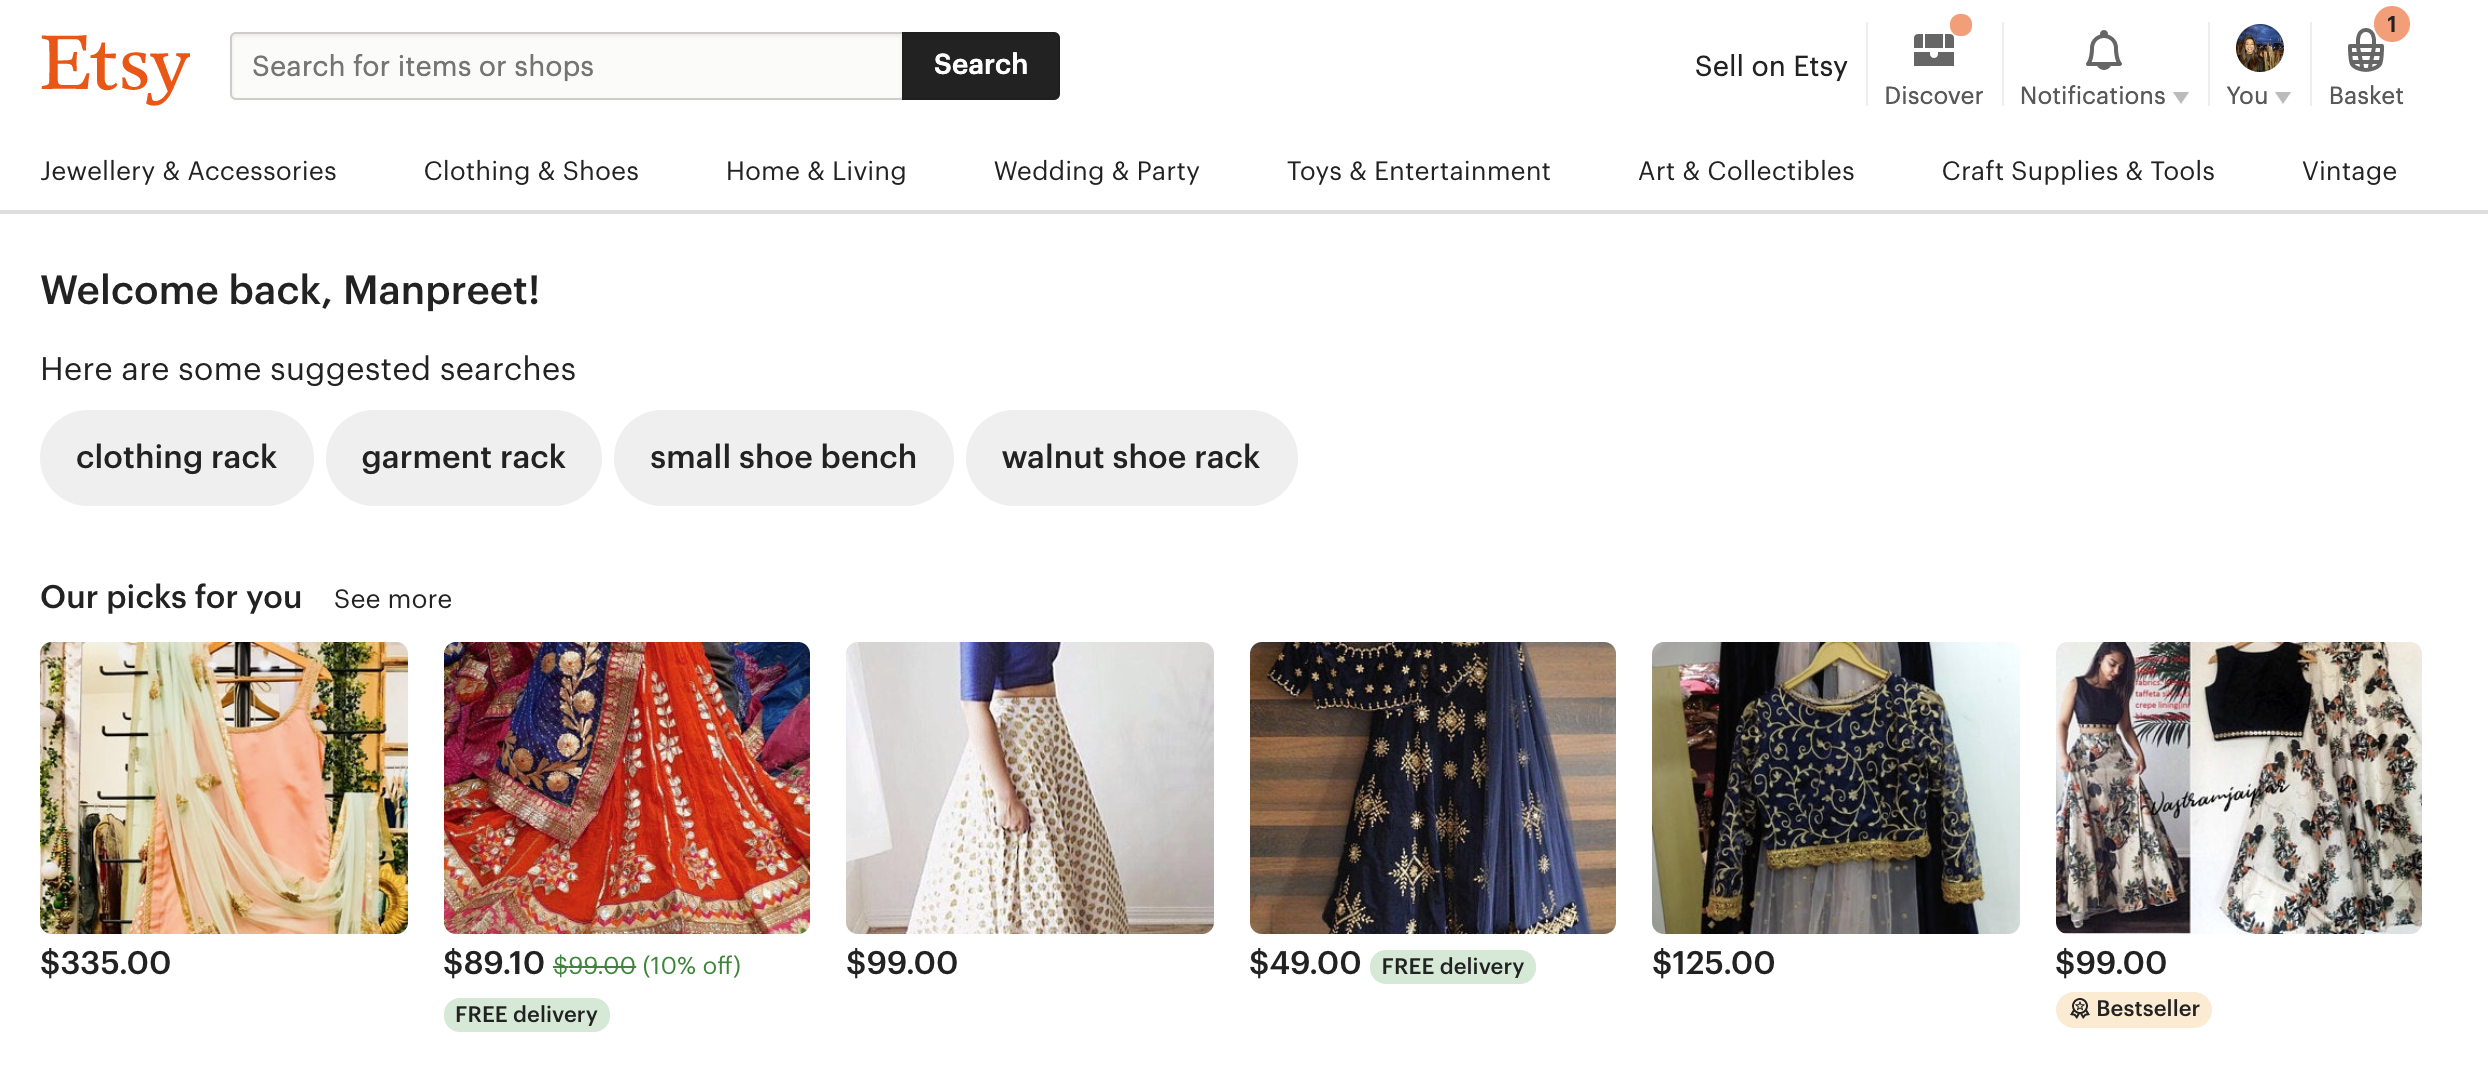 Etsy
Search for items or shops
Search
Sell on Etsy
Discover
Notifications
You
1
Basket
Jewellery & Accessories
Clothing & Shoes
Home & Living
Wedding & Party
Toys & Entertainment
Art & Collectibles
Craft Supplies & Tools
Vintage
Welcome back, Manpreet!
Here are some suggested searches
clothing rack
garment rack
small shoe bench
walnut shoe rack
Our picks for you
See more
fabrics
taffeta
crepe lining
Vastramjaipur
$335.00
$89.10 $99.00 (10% off)
FREE delivery
$99.00
$49.00 FREE delivery
$125.00
$99.00
Bestseller